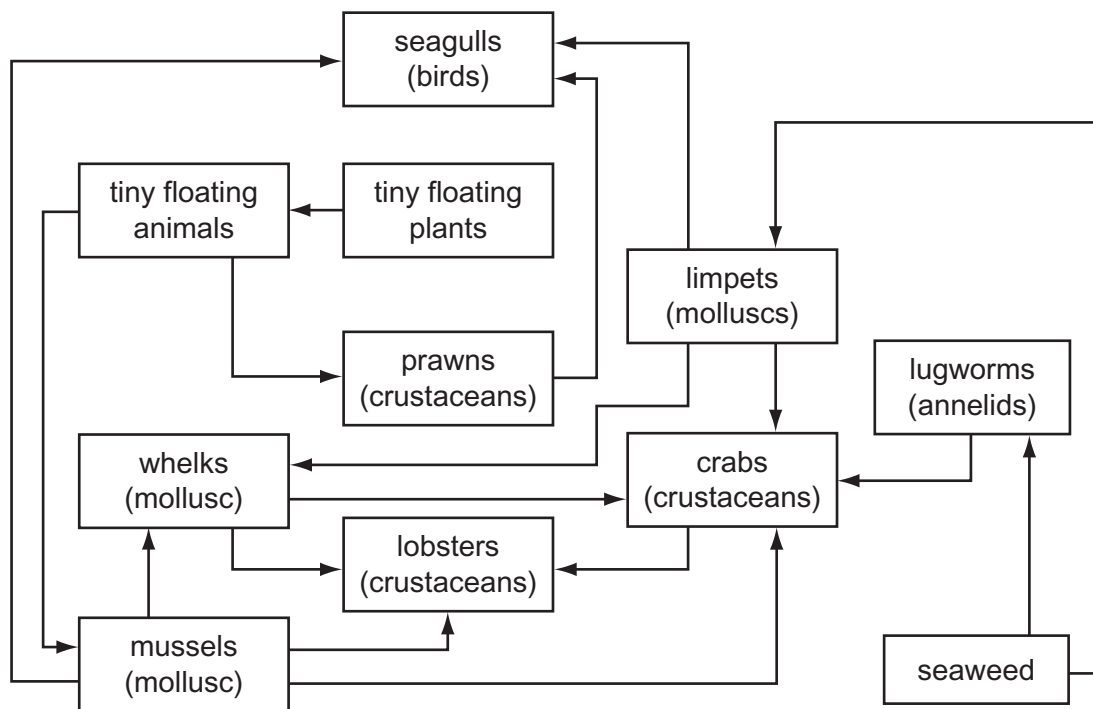 seagulls
(birds)
tiny floating
animals
tiny floating
plants
limpets
(molluscs)
prawns
(crustaceans)
lugworms
(annelids)
whelks
(mollusc)
crabs
(crustaceans)
lobsters
(crustaceans)
mussels
(mollusc)
seaweed